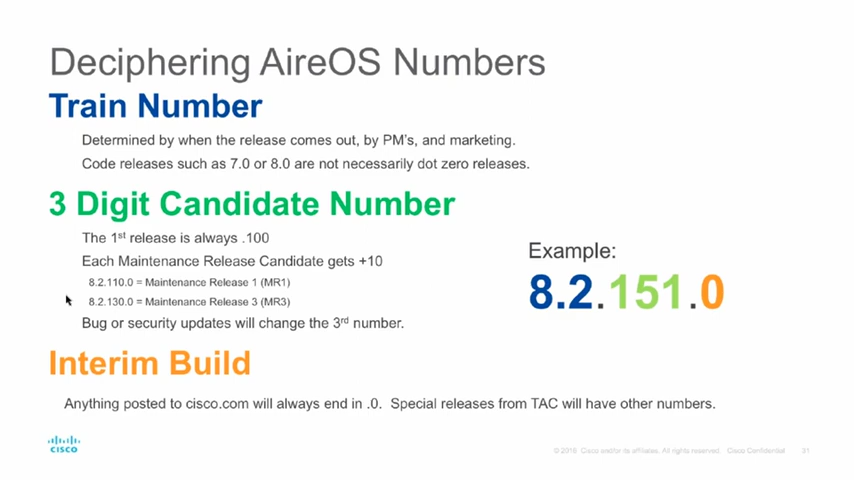 Deciphering AireOS Numbers
Train Number
Determined by when the release comes out, by PM's, and marketing.
Code releases such as 7.0 or 8.0 are not necessarily dot zero releases.
3 Digit Candidate Number
The 1st release is always .100
Each Maintenance Release Candidate gets +10
8.2.110.0 = Maintenance Release 1 (MR1)
8.2.130.0 = Maintenance Release 3 (MR3)
Bug or security updates will change the 3rd number.
Example:
8.2.151.0
Interim Build
Anything posted to cisco.com will always end in .0.  Special releases from TAC will have other numbers.
CISCO
© 2016 Cisco and/or its affiliates. All rights reserved. Cisco Confidential 31